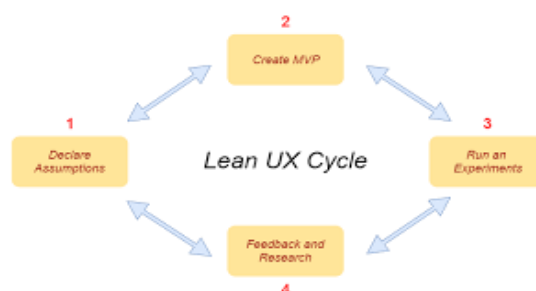 2
Create MVP
1
Declare
Assumptions
Lean UX Cycle
3
Run an
Experiments
Feedback and
Research
4